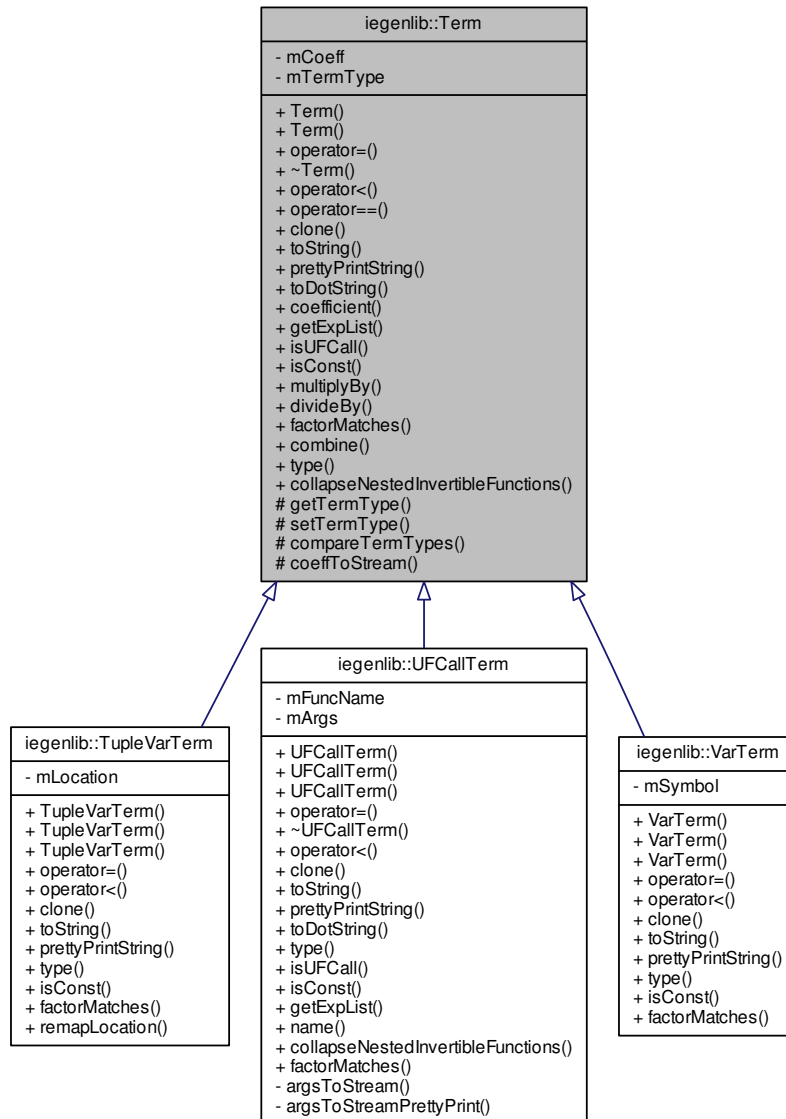 iegenlib::Term
- mCoeff
- mTermType
+ Term()
+ Term()
+ operator=()
+ ~Term()
+ operator<()
+ operator==()
+ clone()
+ toString()
+ prettyPrintString()
+ toDotString()
+ coefficient()
+ getExpList()
+ isUFCall()
+ isConst()
+ multiplyBy()
+ divideBy()
+ factorMatches()
+ combine()
+ type()
+ collapseNestedInvertibleFunctions()
# getTermType()
# setTermType()
# compareTermTypes()
# coeffToStream()
iegenlib::TupleVarTerm
- mLocation
+ TupleVarTerm()
+ TupleVarTerm()
+ TupleVarTerm()
+ operator=()
+ operator<()
+ clone()
+ toString()
+ prettyPrintString()
+ type()
+ isConst()
+ factorMatches()
+ remapLocation()
iegenlib::UFCallTerm
- mFuncName
- mArgs
+ UFCallTerm()
+ UFCallTerm()
+ UFCallTerm()
+ operator=()
+ ~UFCallTerm()
+ operator<()
+ clone()
+ toString()
+ prettyPrintString()
+ toDotString()
+ type()
+ isUFCall()
+ isConst()
+ getExpList()
+ name()
+ collapseNestedInvertibleFunctions()
+ factorMatches()
- argsToStream()
- argsToStreamPrettyPrint()
iegenlib::VarTerm
- mSymbol
+ VarTerm()
+ VarTerm()
+ VarTerm()
+ operator=()
+ operator<()
+ clone()
+ toString()
+ prettyPrintString()
+ type()
+ isConst()
+ factorMatches()